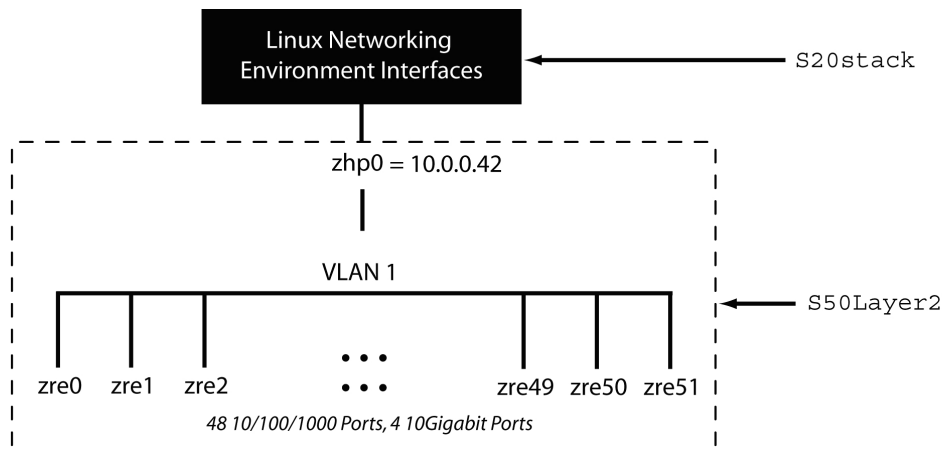 Linux Networking
Environment Interfaces
S20stack
zhp0 = 10.0.0.42
VLAN 1
S50Layer2
zre0 zre1 zre2 zre49 zre50 zre51
48 10/100/1000 Ports, 4 10Gigabit Ports